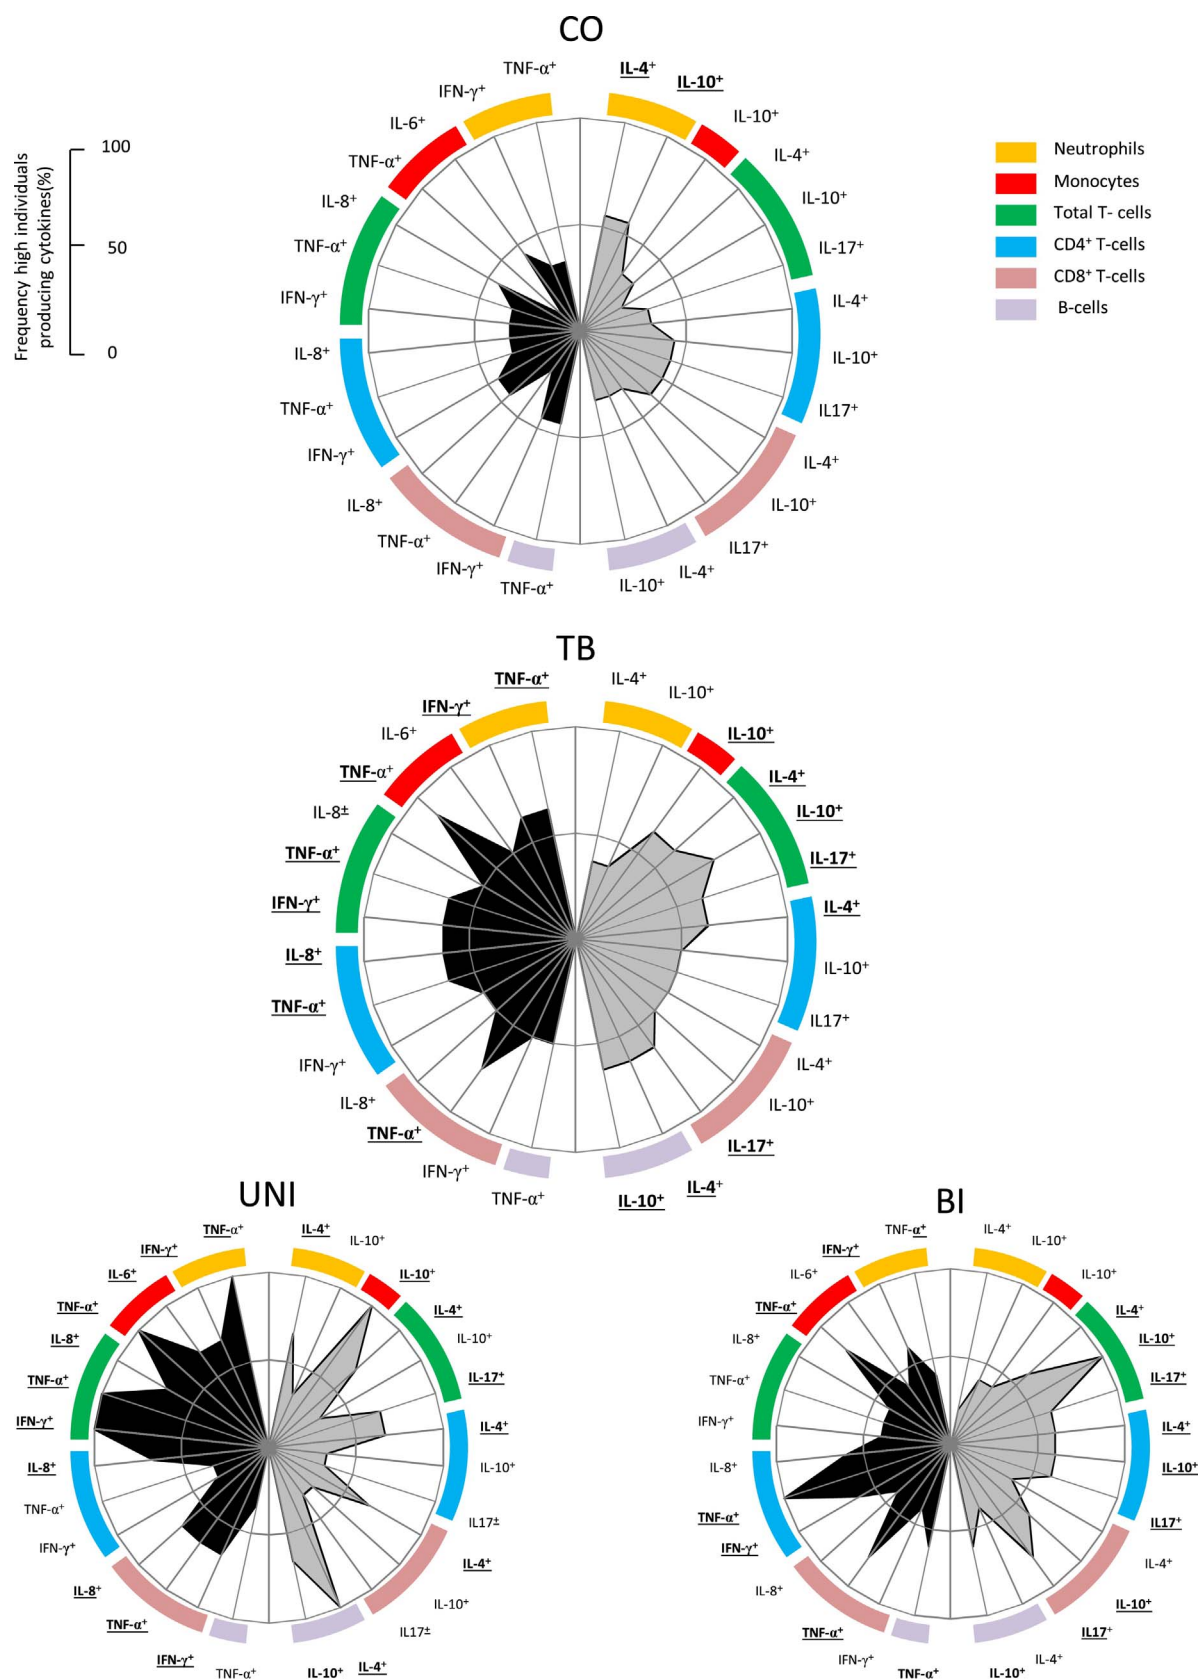 CO
TNF-α⁺
IFN-γ⁺
IL-6⁺
TNF-α⁺
IL-8⁺
TNF-α⁺
IFN-γ⁺
IL-8⁺
TNF-α⁺
IFN-γ⁺
IL-8⁺
TNF-α⁺
IFN-γ⁺
TNF-α⁺
IL-4⁺
IL-10⁺
IL-10⁺
IL-4⁺
IL-10⁺
IL-17⁺
IL-4⁺
IL-10⁺
IL17⁺
IL-4⁺
IL-10⁺
IL17⁺
IL-4⁺
IL-10⁺
Frequency high individuals
producing cytokines(%)
100
50
0
Neutrophils
Monocytes
Total T- cells
CD4⁺ T-cells
CD8⁺ T-cells
B-cells
TB
TNF-α⁺
IFN-γ⁺
IL-6⁺
TNF-α⁺
IL-8±
TNF-α⁺
IFN-γ⁺
IL-8⁺
TNF-α⁺
IFN-γ⁺
IL-8⁺
TNF-α⁺
IFN-γ⁺
TNF-α⁺
IL-4⁺
IL-10⁺
IL-10⁺
IL-4⁺
IL-10⁺
IL-17⁺
IL-4⁺
IL-10⁺
IL17⁺
IL-4⁺
IL-10⁺
IL-17⁺
IL-4⁺
IL-10⁺
UNI
TNF-α⁺
IFN-γ⁺
IL-6⁺
TNF-α⁺
IL-8⁺
TNF-α⁺
IFN-γ⁺
IL-8⁺
TNF-α⁺
IFN-γ⁺
IL-8⁺
TNF-α⁺
IFN-γ⁺
TNF-α⁺
IL-4⁺
IL-10⁺
IL-10⁺
IL-4⁺
IL-10⁺
IL-17⁺
IL-4⁺
IL-10⁺
IL17±
IL-4⁺
IL-10⁺
IL17±
IL-4⁺
IL-10⁺
BI
TNF-α⁺
IFN-γ⁺
IL-6⁺
TNF-α⁺
IL-8⁺
TNF-α⁺
IFN-γ⁺
IL-8⁺
TNF-α⁺
IFN-γ⁺
IL-8⁺
TNF-α⁺
IFN-γ⁺
TNF-α⁺
IL-4⁺
IL-10⁺
IL-10⁺
IL-4⁺
IL-10⁺
IL-17⁺
IL-4⁺
IL-10⁺
IL17⁺
IL-4⁺
IL-10⁺
IL17⁺
IL-4⁺
IL-10⁺